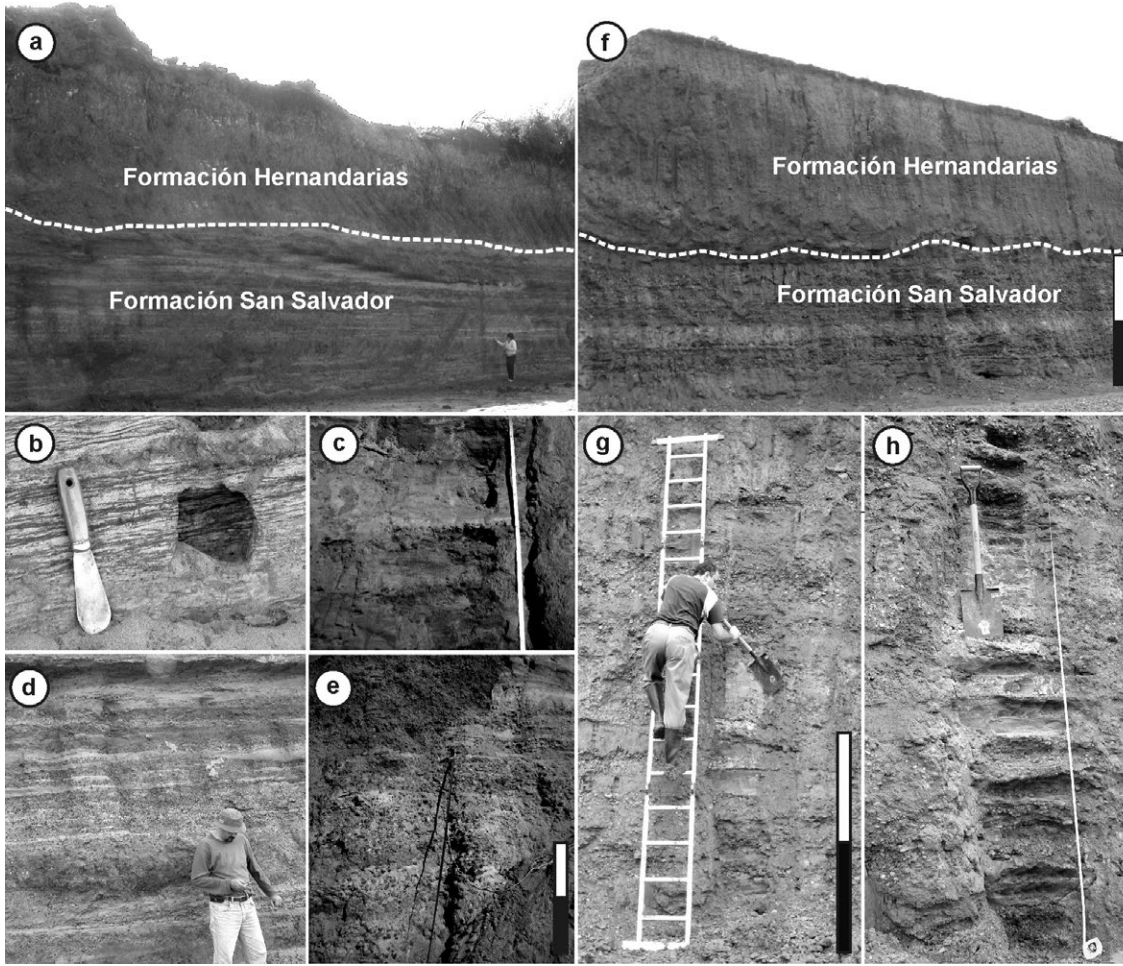 a
Formación Hernandarias
Formación San Salvador
f
Formación Hernandarias
Formación San Salvador
b
c
g
h
d
e